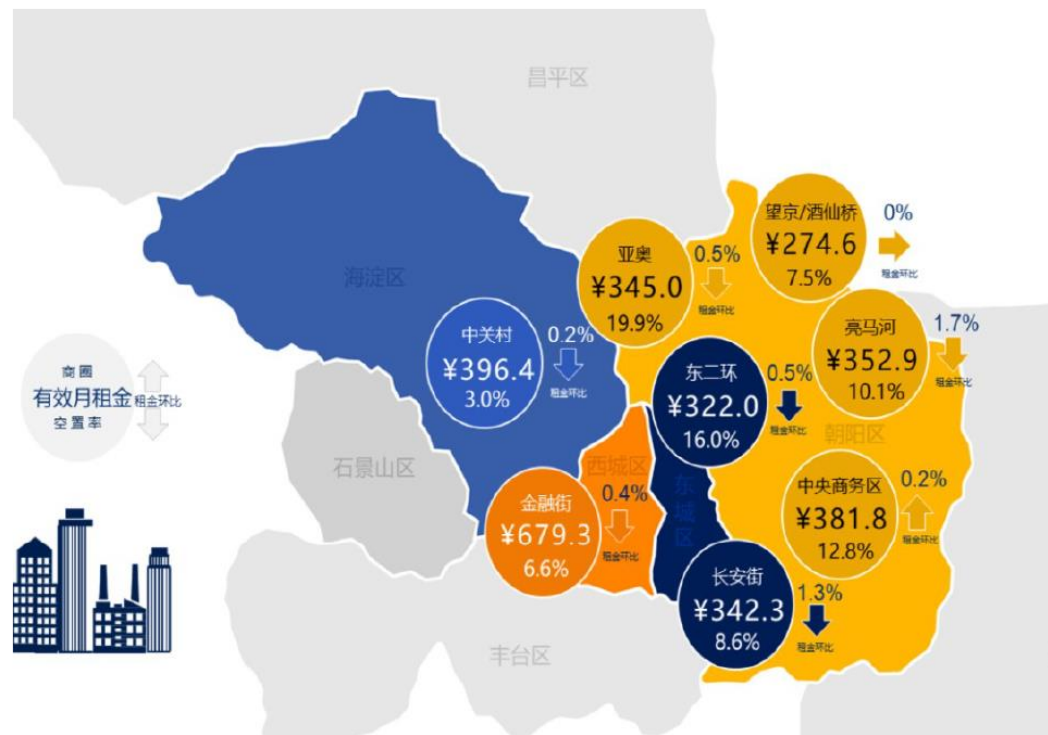 昌平区
望京/酒仙桥
¥274.6
7.5%
0%
租金环比
亚奥
¥345.0
19.9%
0.5%
租金环比
海淀区
中关村
¥396.4
3.0%
0.2%
租金环比
亮马河
¥352.9
10.1%
1.7%
租金环比
东二环
¥322.0
16.0%
0.5%
租金环比
朝阳区
商圈
有效月租金
空置率
租金环比
石景山区
西城区
金融街
¥679.3
6.6%
0.4%
租金环比
东城区
中央商务区
¥381.8
12.8%
0.2%
租金环比
长安街
¥342.3
8.6%
1.3%
租金环比
丰台区